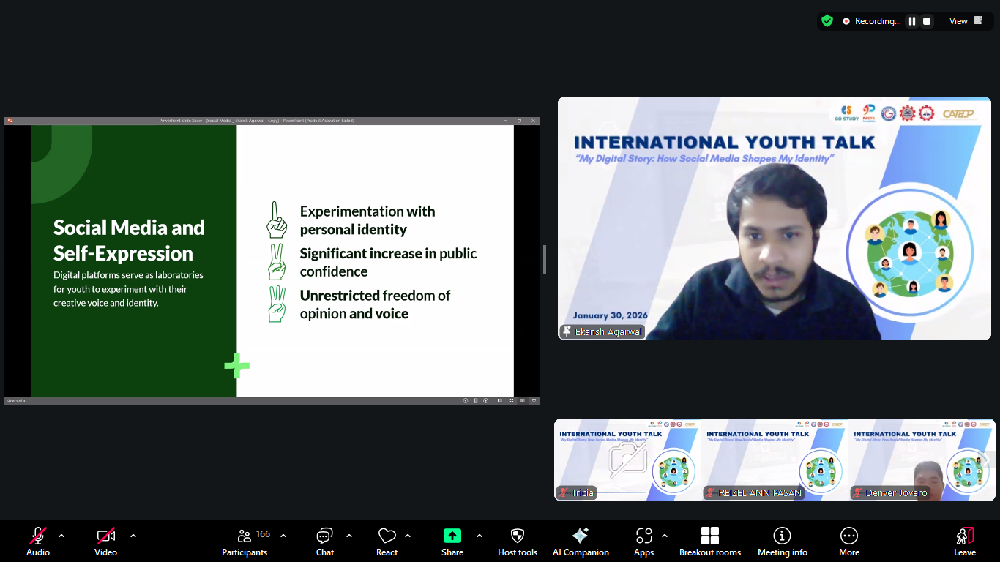 Recording...
View
PowerPoint Slide Show - [Social Media _ Ekansh Agarwal - Copy] - PowerPoint (Product Activation Failed)
Social Media and
Self-Expression
Digital platforms serve as laboratories
for youth to experiment with their
creative voice and identity.
Experimentation with
personal identity
Significant increase in public
confidence
Unrestricted freedom of
opinion and voice
Slide 3 of 9
GO STUDY
CATEDP
INTERNATIONAL YOUTH TALK
“My Digital Story: How Social Media Shapes My Identity”
January 30, 2026
Ekansh Agarwal
INTERNATIONAL YOUTH TALK
“My Digital Story: How Social Media Shapes My Identity”
Tricia
INTERNATIONAL YOUTH TALK
“My Digital Story: How Social Media Shapes My Identity”
REIZEL ANN PASAN
INTERNATIONAL YOUTH TALK
“My Digital Story: How Social Media Shapes My Identity”
Denver Jovero
Audio
Video
Participants
166
Chat
React
Share
Host tools
AI Companion
Apps
Breakout rooms
Meeting info
More
Leave